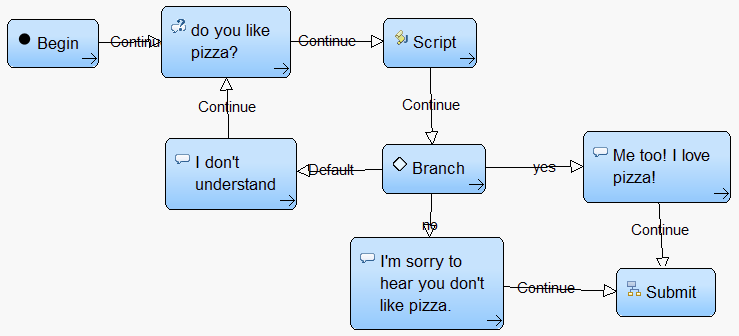 Begin
Continue
do you like
pizza?
Continue
Script
Continue
Continue
I don't
understand
Default
Branch
yes
Me too! I love
pizza!
no
Continue
I'm sorry to
hear you don't
like pizza.
Continue
Submit